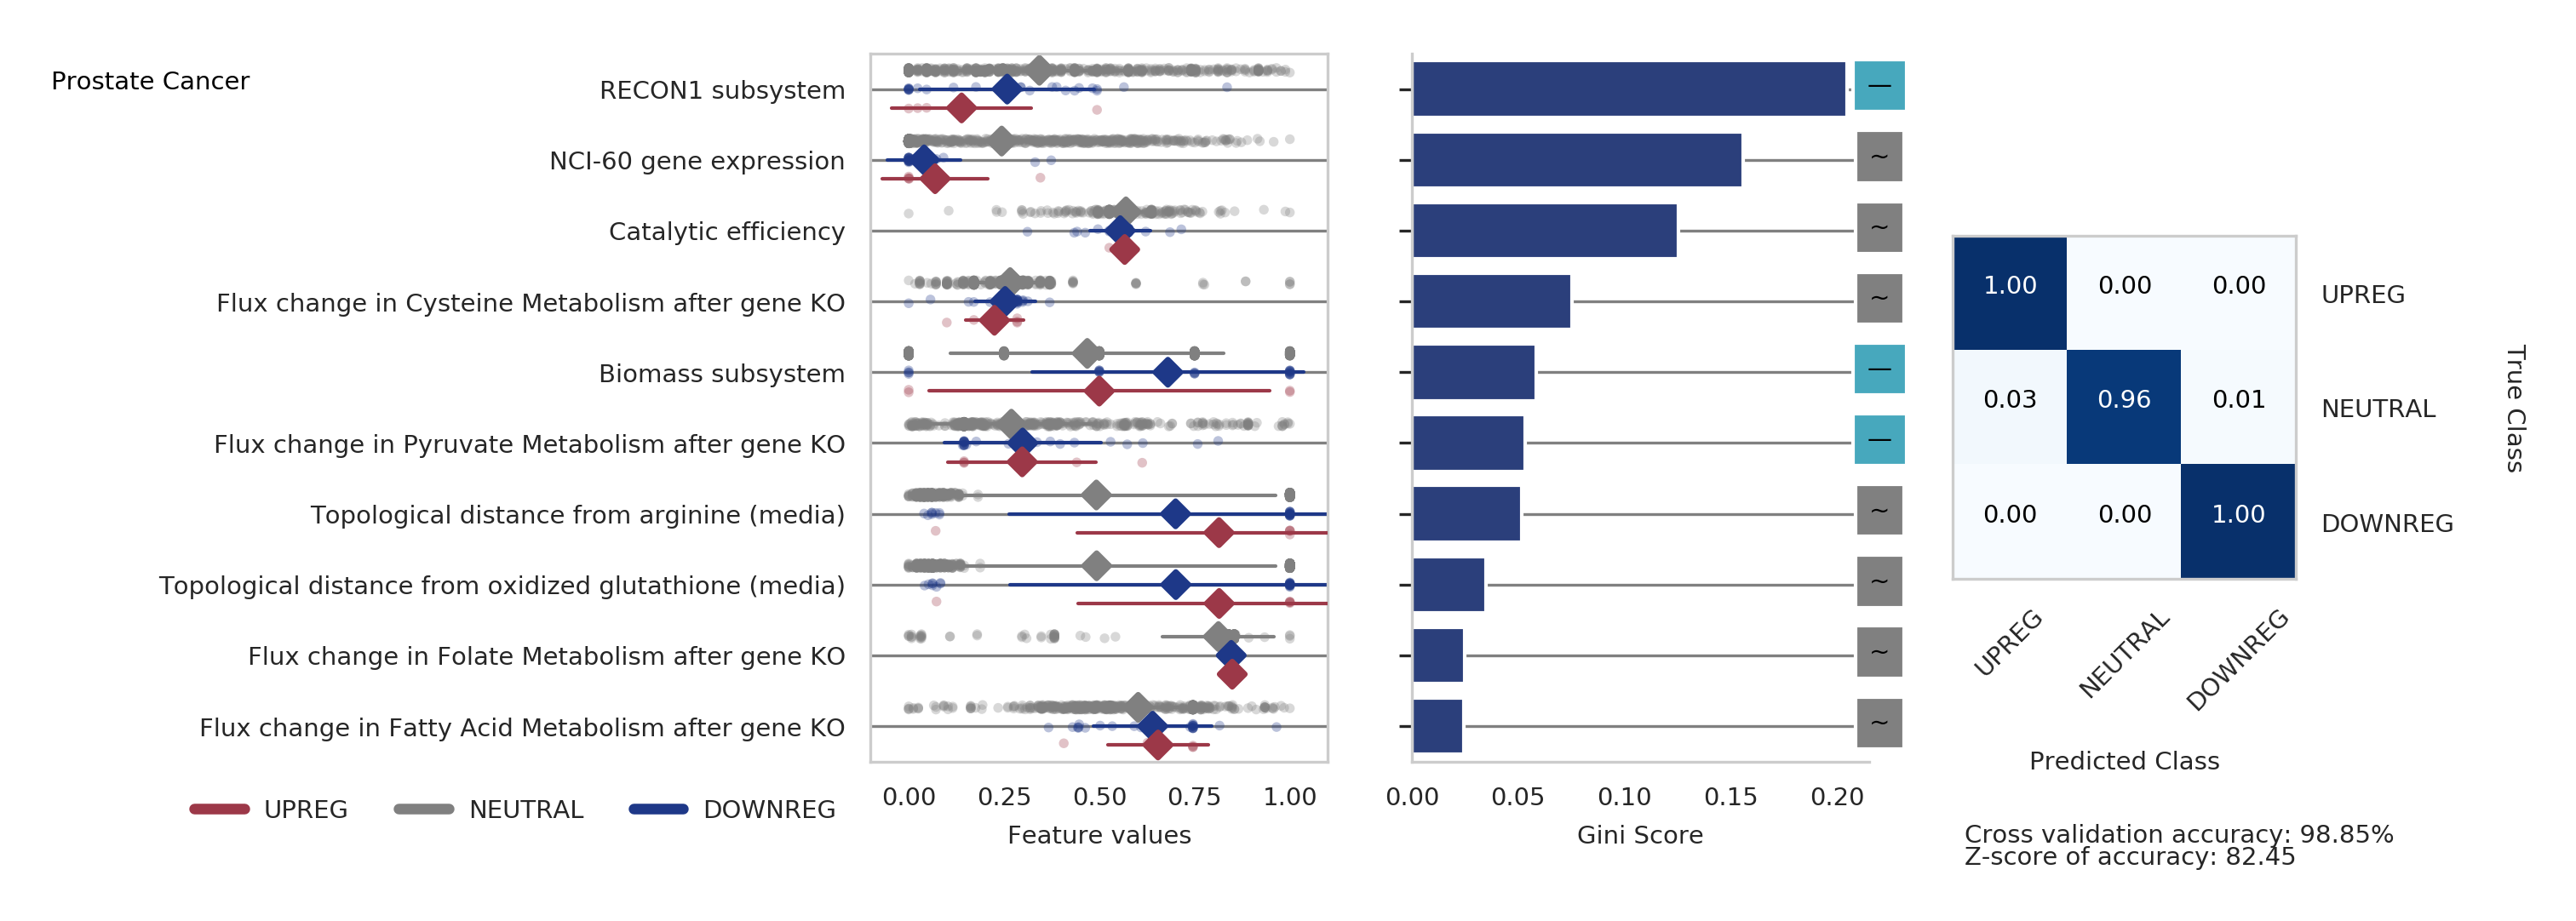 Prostate Cancer
RECON1 subsystem
NCI-60 gene expression
Catalytic efficiency
Flux change in Cysteine Metabolism after gene KO
Biomass subsystem
Flux change in Pyruvate Metabolism after gene KO
Topological distance from arginine (media)
Topological distance from oxidized glutathione (media)
Flux change in Folate Metabolism after gene KO
Flux change in Fatty Acid Metabolism after gene KO
UPREG NEUTRAL DOWNREG
0.00 0.25 0.50 0.75 1.00
Feature values
—
~
~
~
—
—
~
~
~
~
0.00 0.05 0.10 0.15 0.20
Gini Score
1.00 0.00 0.00 UPREG
0.03 0.96 0.01 NEUTRAL
0.00 0.00 1.00 DOWNREG
True Class
UPREG NEUTRAL DOWNREG
Predicted Class
Cross validation accuracy: 98.85%
Z-score of accuracy: 82.45